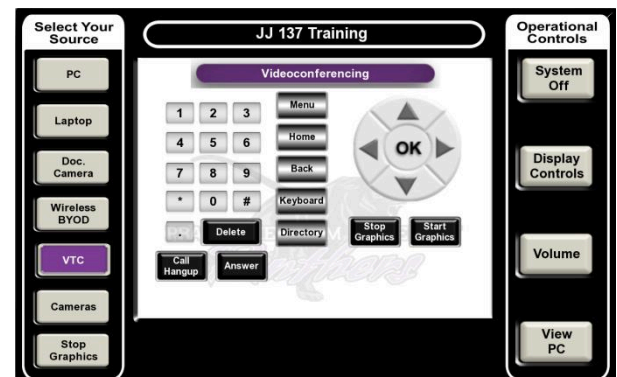 Select Your
Source
PC
Laptop
Doc.
Camera
Wireless
BYOD
VTC
Cameras
Stop
Graphics
JJ 137 Training
Videoconferencing
1 2 3
4 5 6
7 8 9
* 0 #
. Delete
Call
Hangup
Answer
Menu
Home
Back
Keyboard
Directory
OK
Stop
Graphics
Start
Graphics
Panthers
Operational
Controls
System
Off
Display
Controls
Volume
View
PC